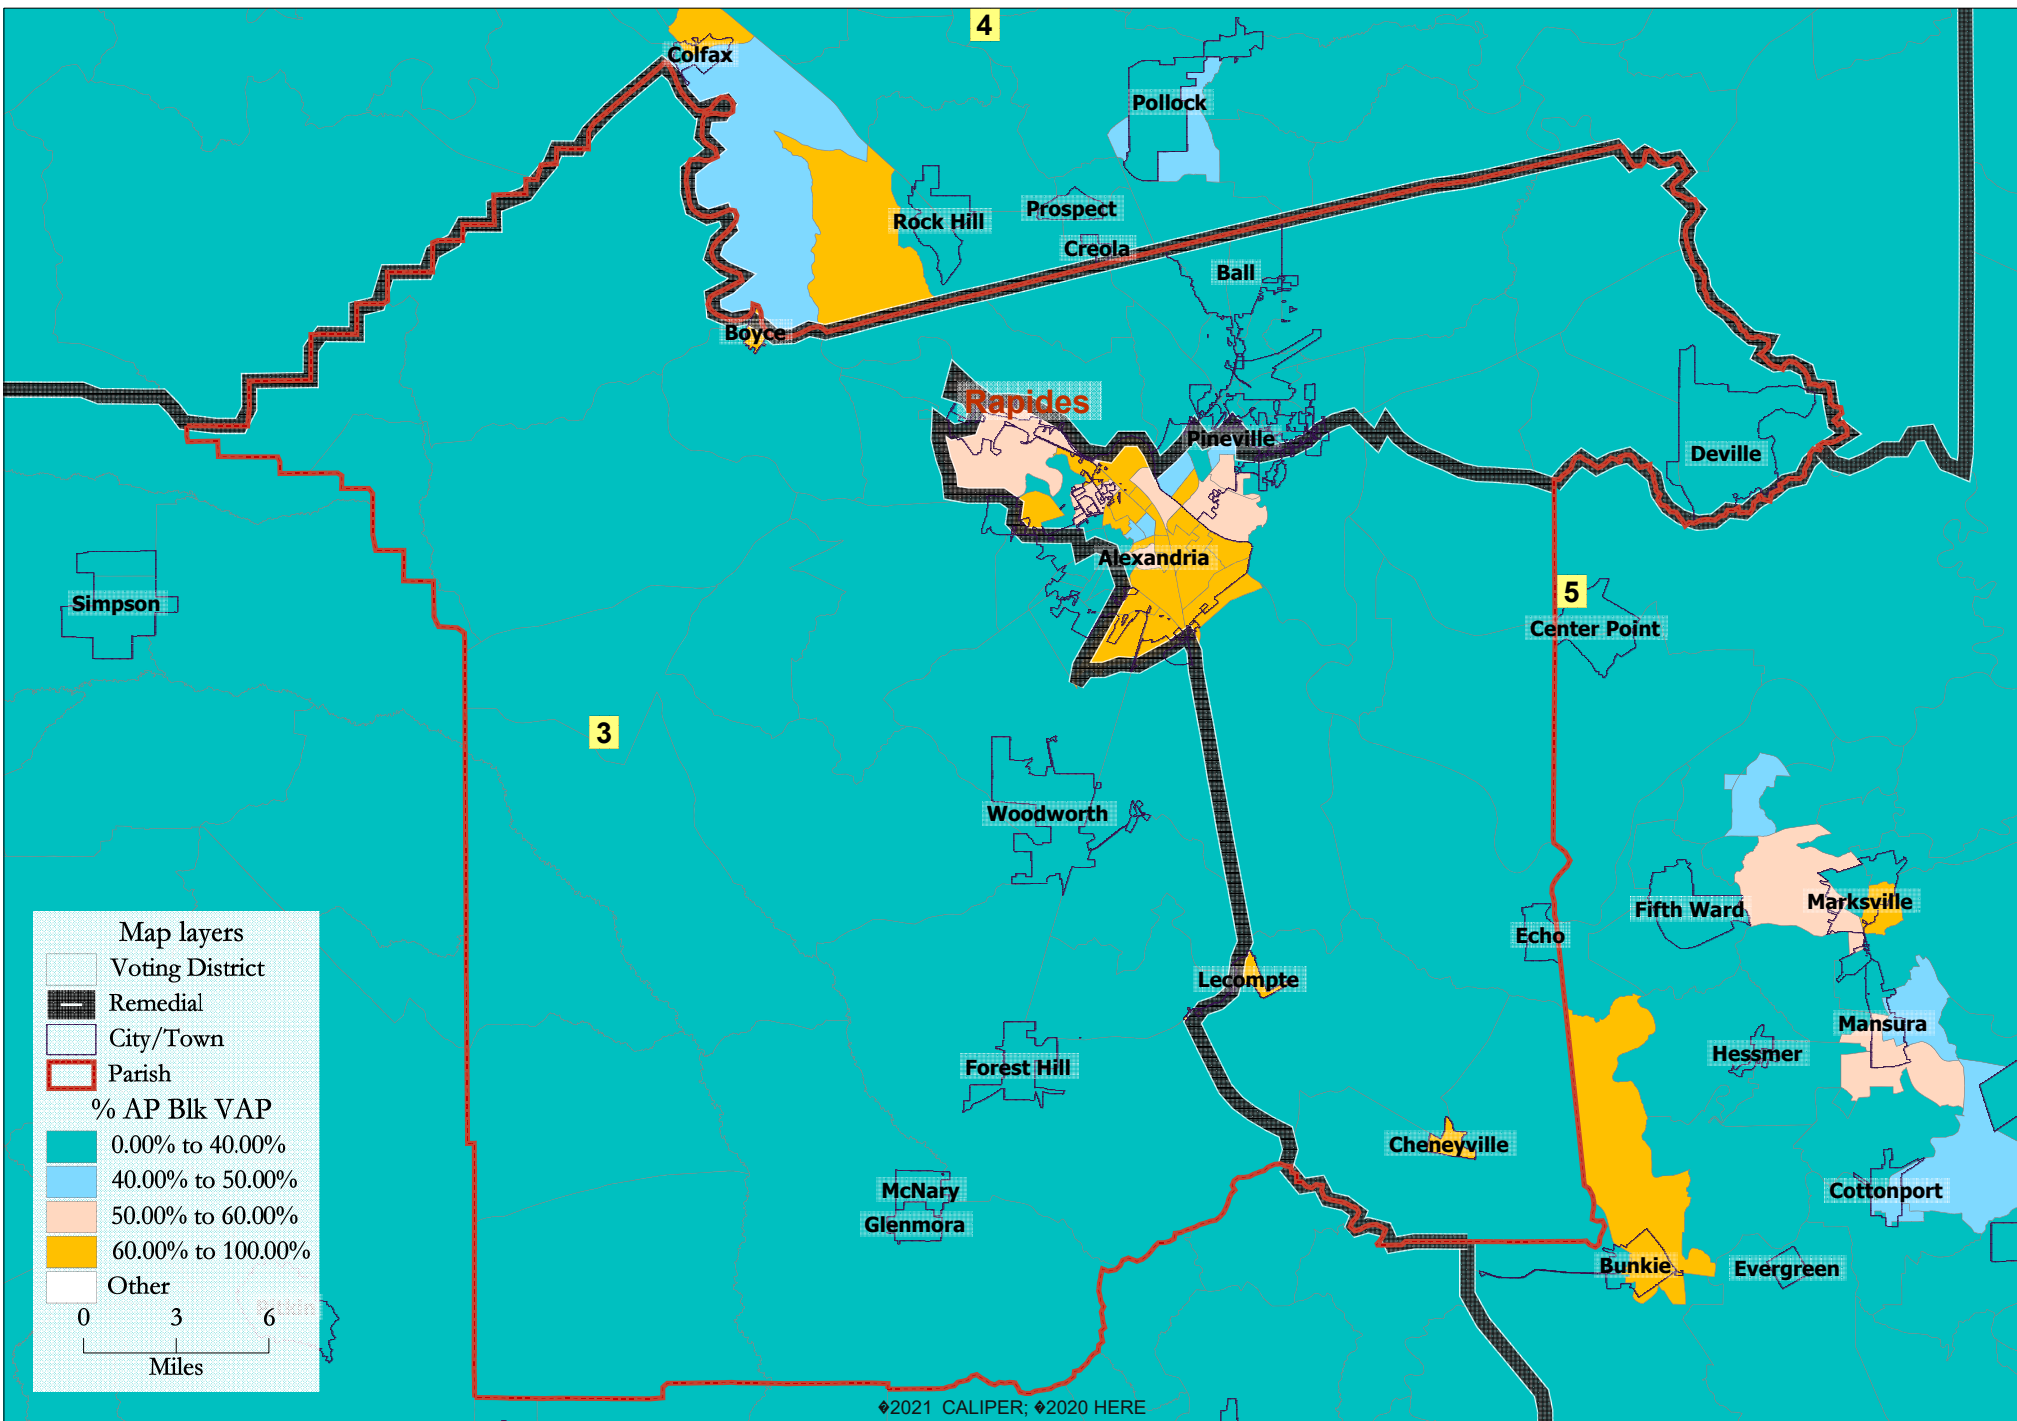 4
Colfax
Pollock
Prospect
Rock Hill
Creola
Ball
Boyce
Rapides
Pineville
Deville
Alexandria
5
Simpson
Center Point
3
Woodworth
Marksville
Fifth Ward
Echo
Lecompte
Mansura
Hessmer
Forest Hill
Cheneyville
McNary
Cottonport
Glenmora
Bunkie
Evergreen
Map layers
Voting District
Remedial
City/Town
Parish
% AP Blk VAP
0.00% to 40.00%
40.00% to 50.00%
50.00% to 60.00%
60.00% to 100.00%
Other
0 3 6
Miles
�2021 CALIPER; �2020 HERE